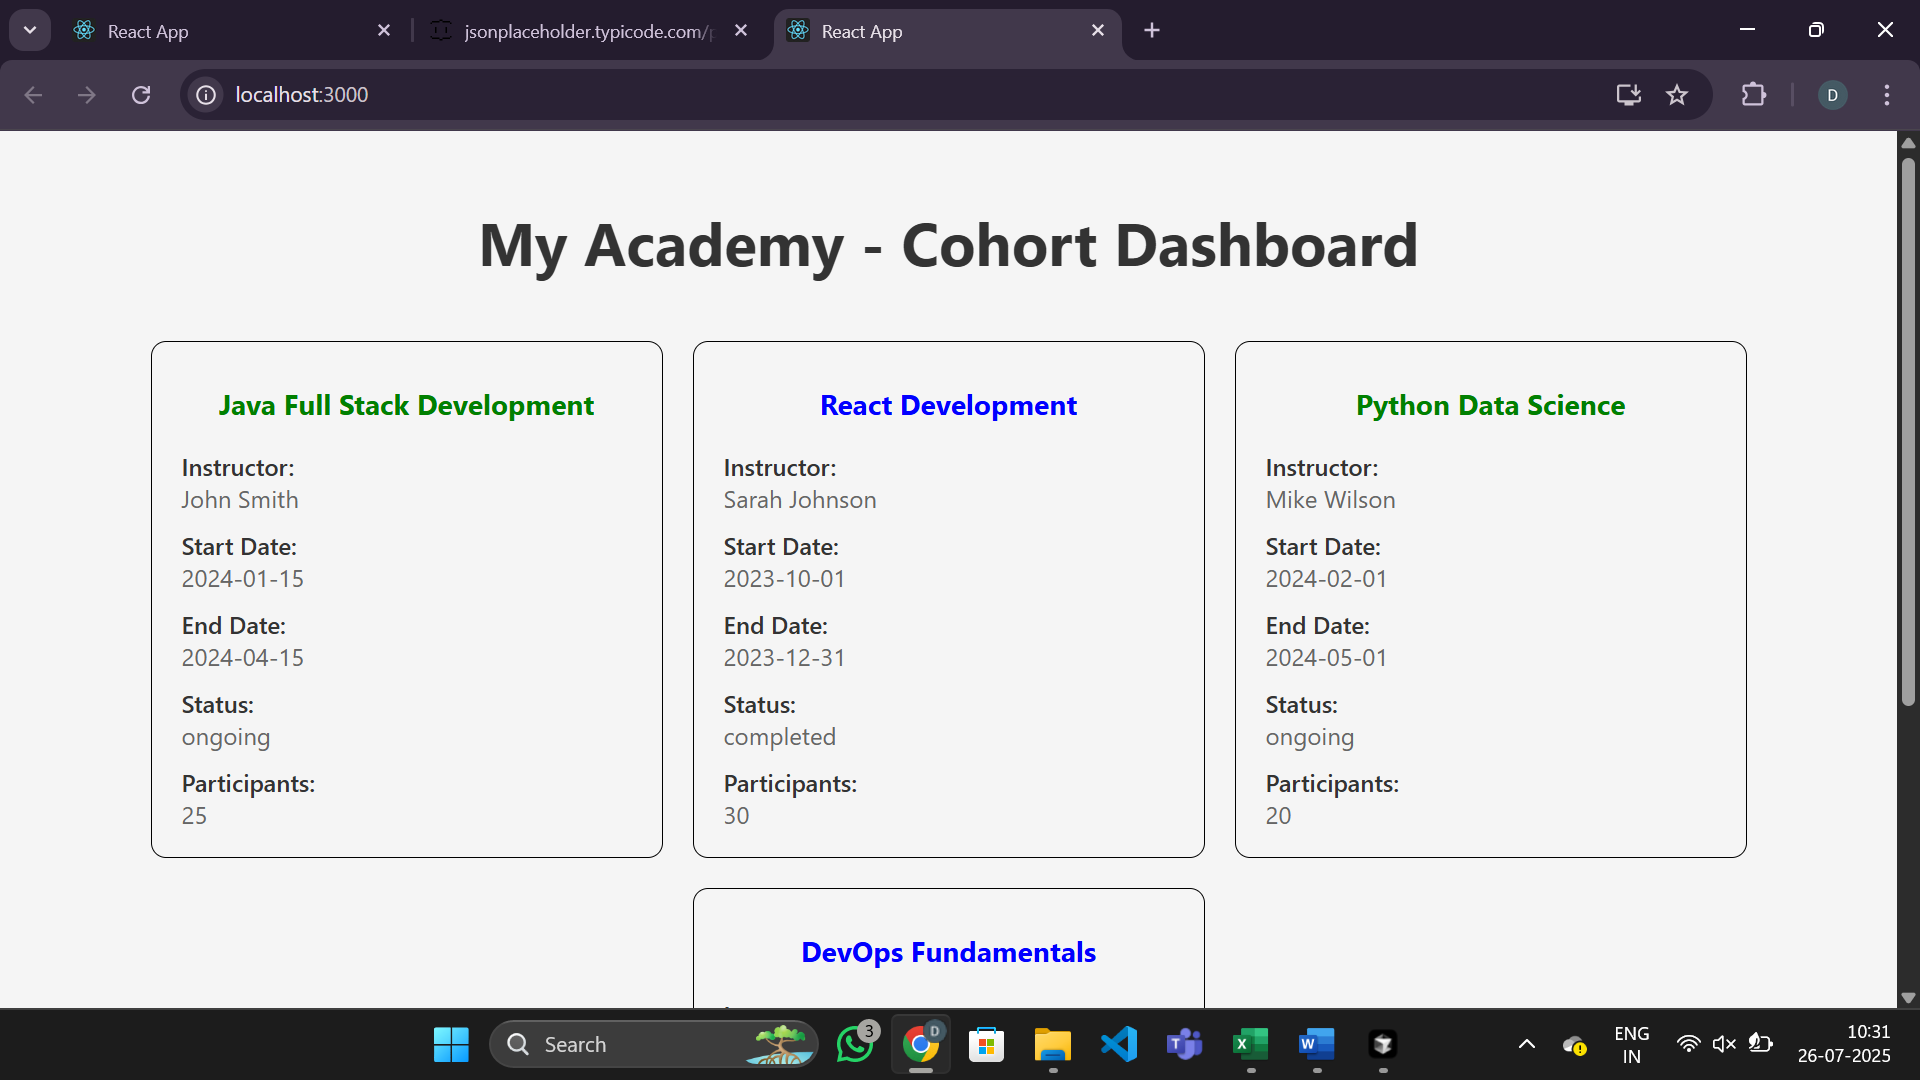 React App
jsonplaceholder.typicode.com/p
React App
localhost:3000
D
My Academy - Cohort Dashboard
Java Full Stack Development
Instructor:
John Smith
Start Date:
2024-01-15
End Date:
2024-04-15
Status:
ongoing
Participants:
25
React Development
Instructor:
Sarah Johnson
Start Date:
2023-10-01
End Date:
2023-12-31
Status:
completed
Participants:
30
Python Data Science
Instructor:
Mike Wilson
Start Date:
2024-02-01
End Date:
2024-05-01
Status:
ongoing
Participants:
20
DevOps Fundamentals
Search
3
D
ENG
IN
10:31
26-07-2025